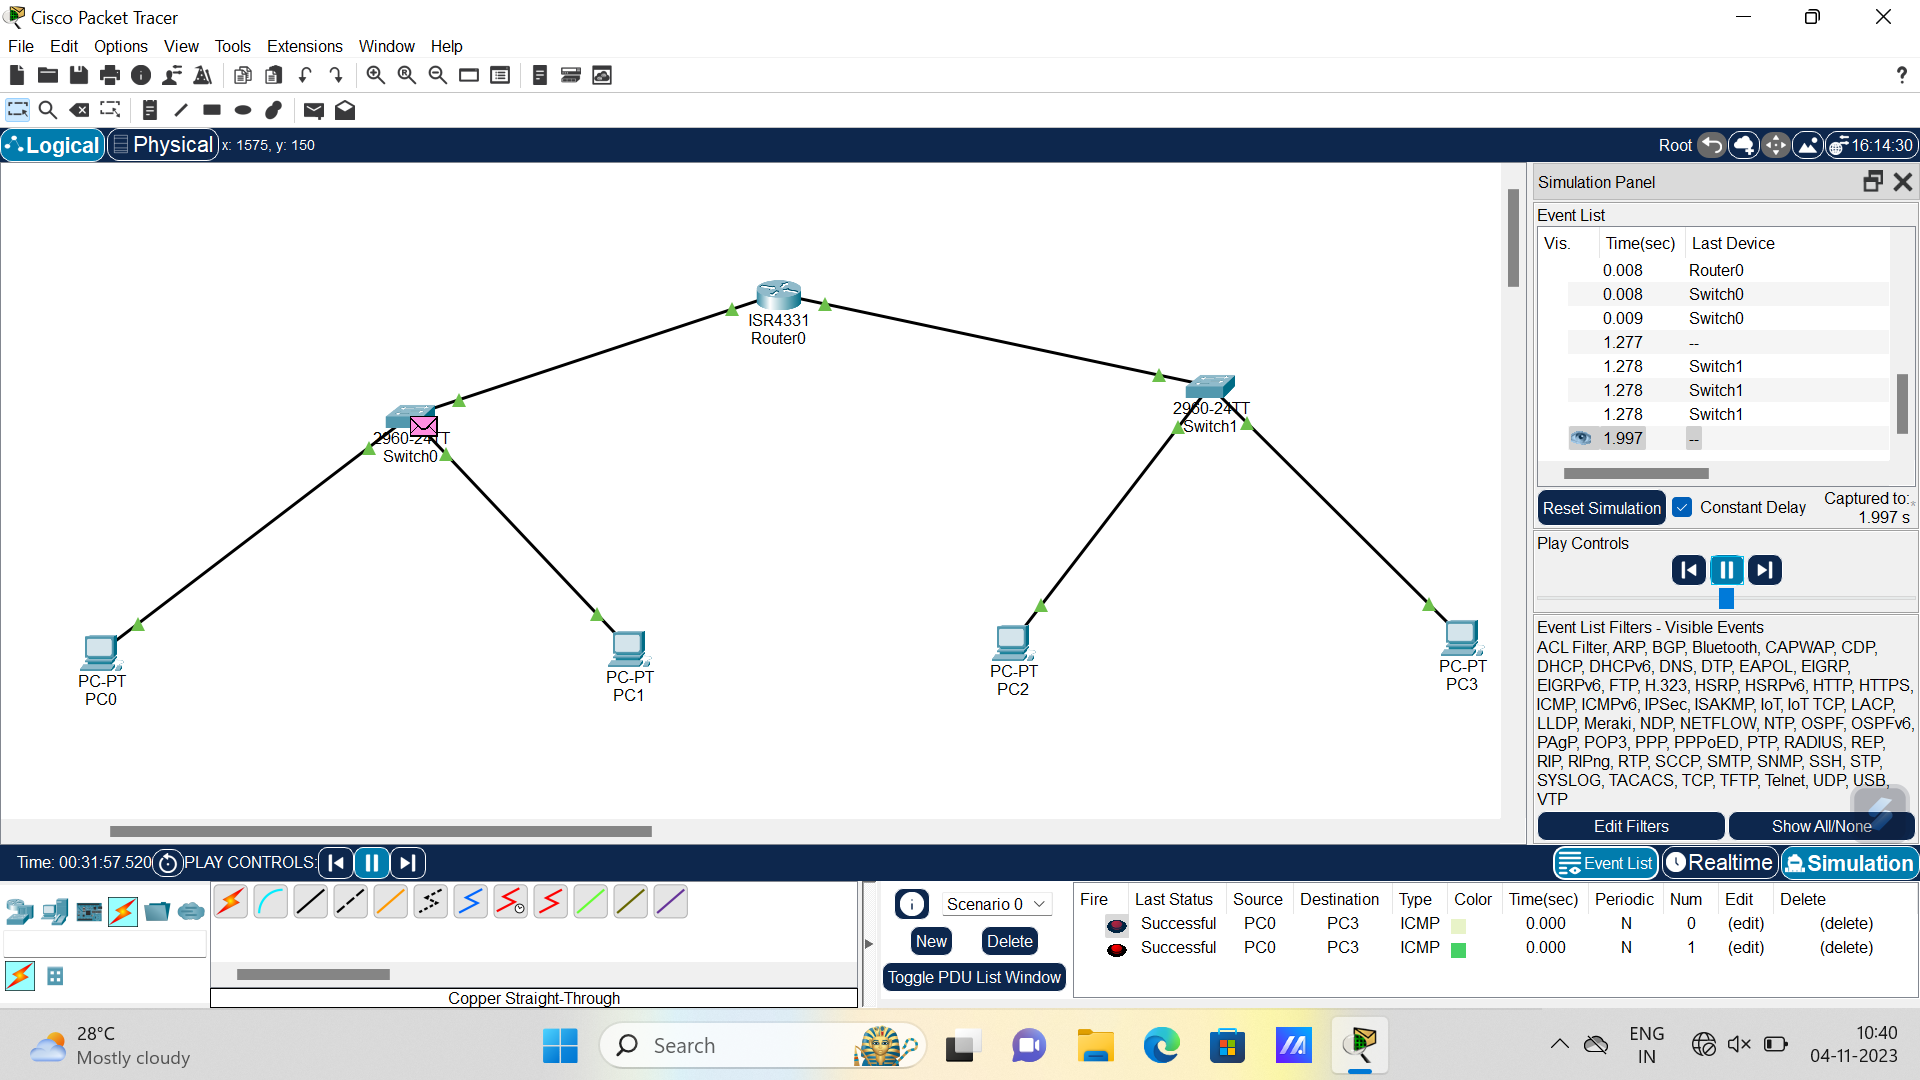 Cisco Packet Tracer
File Edit Options View Tools Extensions Window Help
?
Logical Physical x: 1575, y: 150 Root 16:14:30
ISR4331
Router0
2960-24TT
Switch0
2960-24TT
Switch1
PC-PT
PC0
PC-PT
PC1
PC-PT
PC2
PC-PT
PC3
Simulation Panel
Event List
Vis. Time(sec) Last Device
0.008 Router0
0.008 Switch0
0.009 Switch0
1.277 --
1.278 Switch1
1.278 Switch1
1.278 Switch1
1.997 --
Reset Simulation Constant Delay Captured to:*
1.997 s
Play Controls
Event List Filters - Visible Events
ACL Filter, ARP, BGP, Bluetooth, CAPWAP, CDP,
DHCP, DHCPv6, DNS, DTP, EAPOL, EIGRP,
EIGRPv6, FTP, H.323, HSRP, HSRPv6, HTTP, HTTPS,
ICMP, ICMPv6, IPSec, ISAKMP, IoT, IoT TCP, LACP,
LLDP, Meraki, NDP, NETFLOW, NTP, OSPF, OSPFv6,
PAgP, POP3, PPP, PPPoED, PTP, RADIUS, REP,
RIP, RIPng, RTP, SCCP, SMTP, SNMP, SSH, STP,
SYSLOG, TACACS, TCP, TFTP, Telnet, UDP, USB,
VTP
Edit Filters Show All/None
Time: 00:31:57.520 PLAY CONTROLS: Event List Realtime Simulation
Copper Straight-Through
Scenario 0
New Delete
Toggle PDU List Window
Fire Last Status Source Destination Type Color Time(sec) Periodic Num Edit Delete
Successful PC0 PC3 ICMP 0.000 N 0 (edit) (delete)
Successful PC0 PC3 ICMP 0.000 N 1 (edit) (delete)
28°C
Mostly cloudy
Search
ENG
IN
10:40
04-11-2023